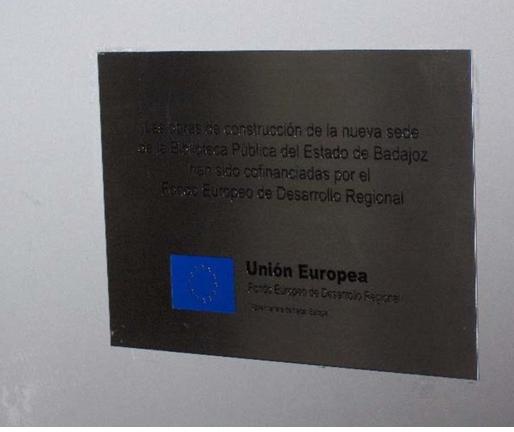 Las obras de construcción de la nueva sede
de la Biblioteca Pública del Estado de Badajoz
han sido cofinanciadas por el
Fondo Europeo de Desarrollo Regional
Unión Europea
Fondo Europeo de Desarrollo Regional
Europa